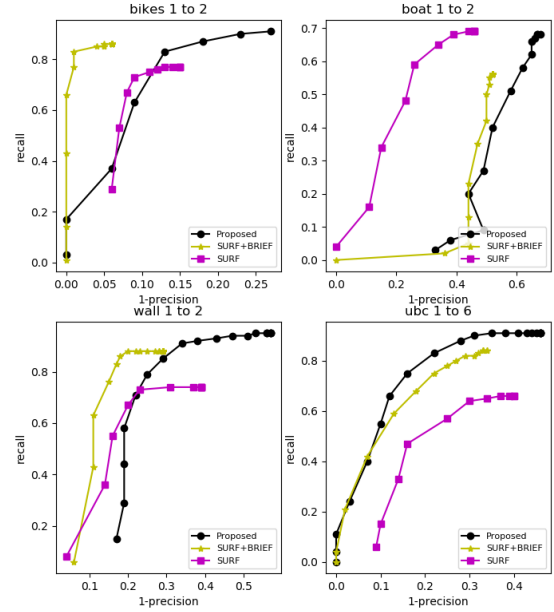 bikes 1 to 2
recall
0.8
0.6
0.4
0.2
0.0
0.00 0.05 0.10 0.15 0.20 0.25
1-precision
Proposed
SURF+BRIEF
SURF
boat 1 to 2
recall
0.7
0.6
0.5
0.4
0.3
0.2
0.1
0.0
0.0 0.2 0.4 0.6
1-precision
Proposed
SURF+BRIEF
SURF
wall 1 to 2
recall
0.8
0.6
0.4
0.2
0.1 0.2 0.3 0.4 0.5
1-precision
Proposed
SURF+BRIEF
SURF
ubc 1 to 6
recall
0.8
0.6
0.4
0.2
0.0
0.0 0.1 0.2 0.3 0.4
1-precision
Proposed
SURF+BRIEF
SURF